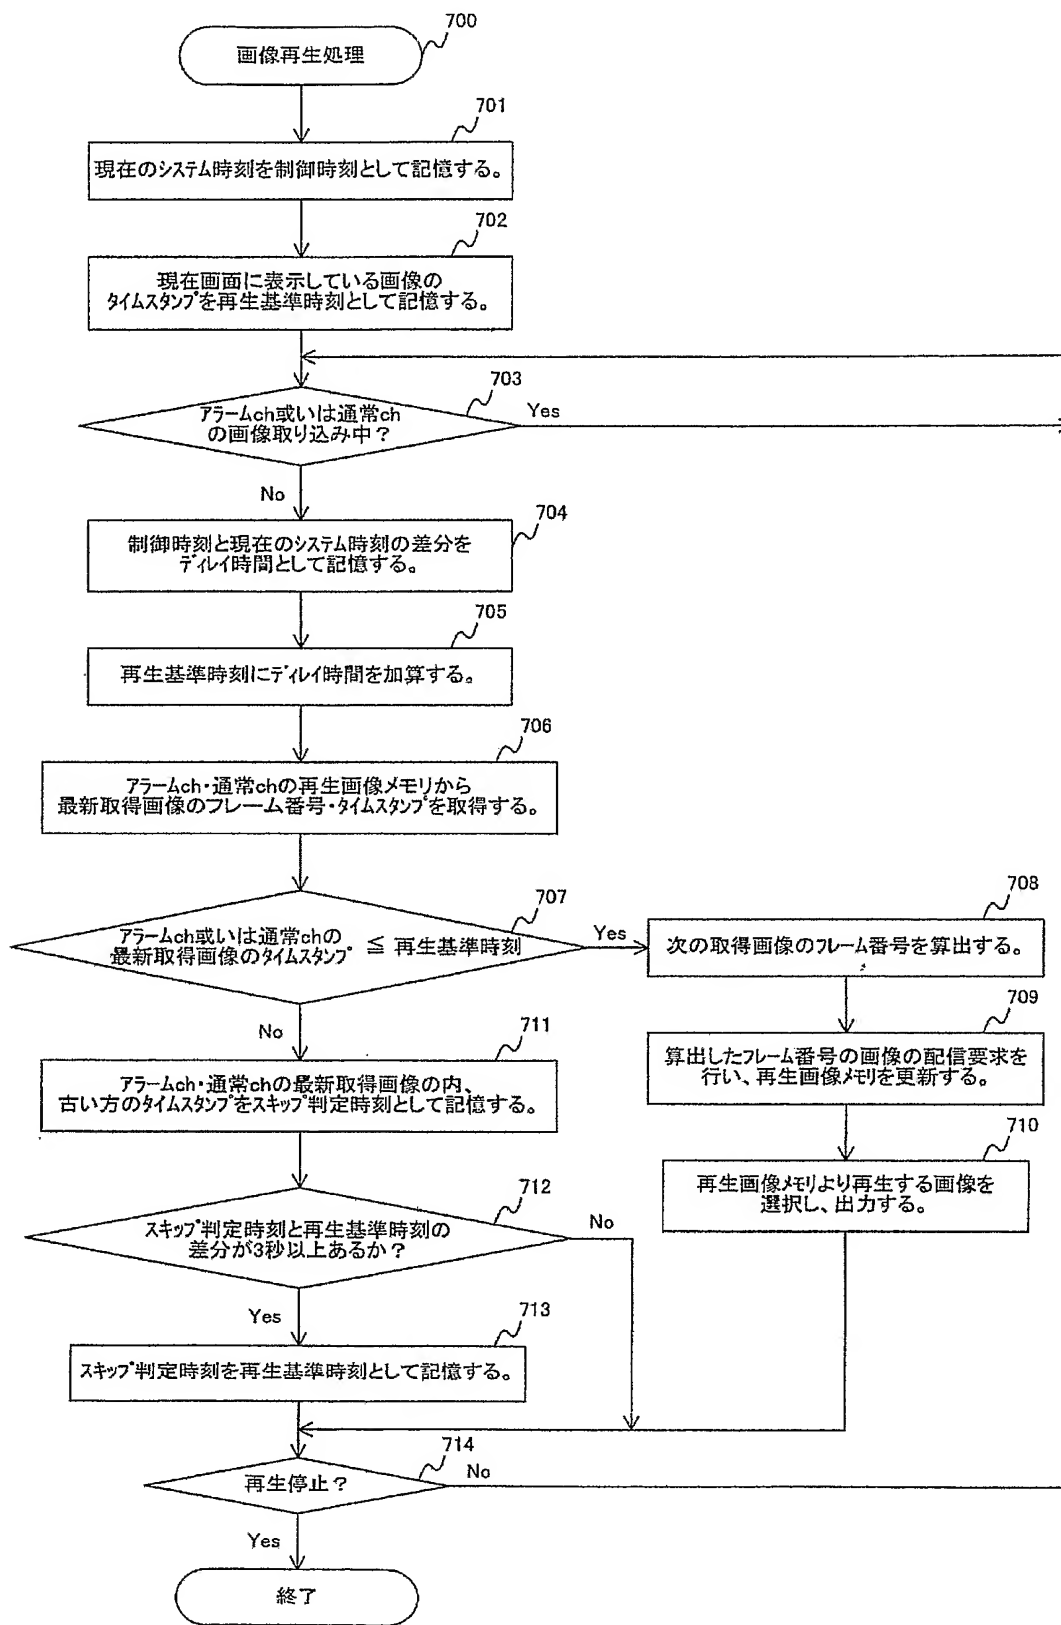 700
画像再生処理
701
現在のシステム時刻を制御時刻として記憶する。
702
現在画面に表示している画像の
タイムスタンプを再生基準時刻として記憶する。
703
アラームch或いは通常ch
の画像取り込み中？
Yes
No
704
制御時刻と現在のシステム時刻の差分を
ディレイ時間として記憶する。
705
再生基準時刻にディレイ時間を加算する。
706
アラームch・通常chの再生画像メモリから
最新取得画像のフレーム番号・タイムスタンプを取得する。
707
アラームch或いは通常chの
最新取得画像のタイムスタンプ ≦ 再生基準時刻
Yes
No
708
次の取得画像のフレーム番号を算出する。
709
算出したフレーム番号の画像の配信要求を
行い、再生画像メモリを更新する。
710
再生画像メモリより再生する画像を
選択し、出力する。
711
アラームch・通常chの最新取得画像の内、
古い方のタイムスタンプをスキップ判定時刻として記憶する。
712
スキップ判定時刻と再生基準時刻の
差分が3秒以上あるか？
No
Yes
713
スキップ判定時刻を再生基準時刻として記憶する。
714
再生停止？
No
Yes
終了